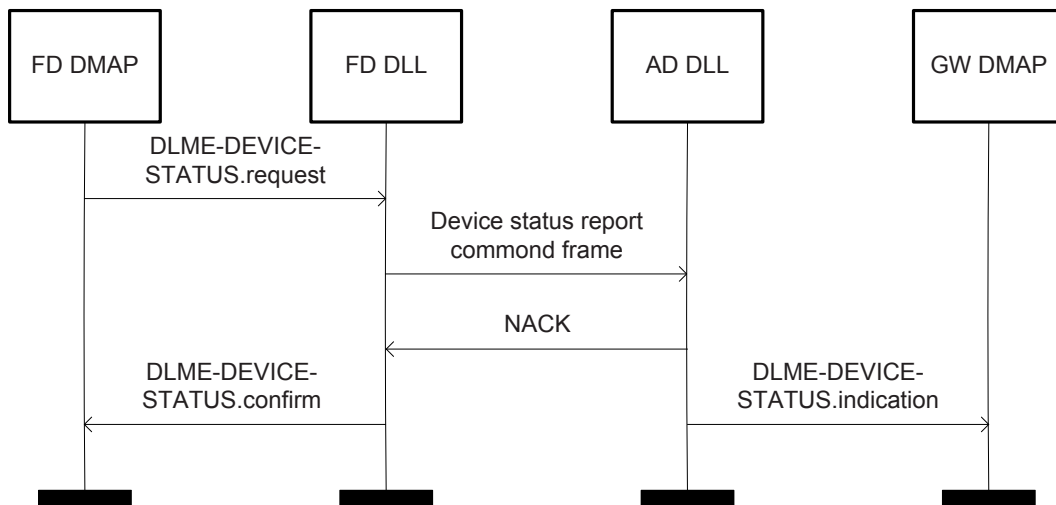 FD DMAP
FD DLL
AD DLL
GW DMAP
DLME-DEVICE-
STATUS.request
Device status report
commond frame
NACK
DLME-DEVICE-
STATUS.confirm
DLME-DEVICE-
STATUS.indication